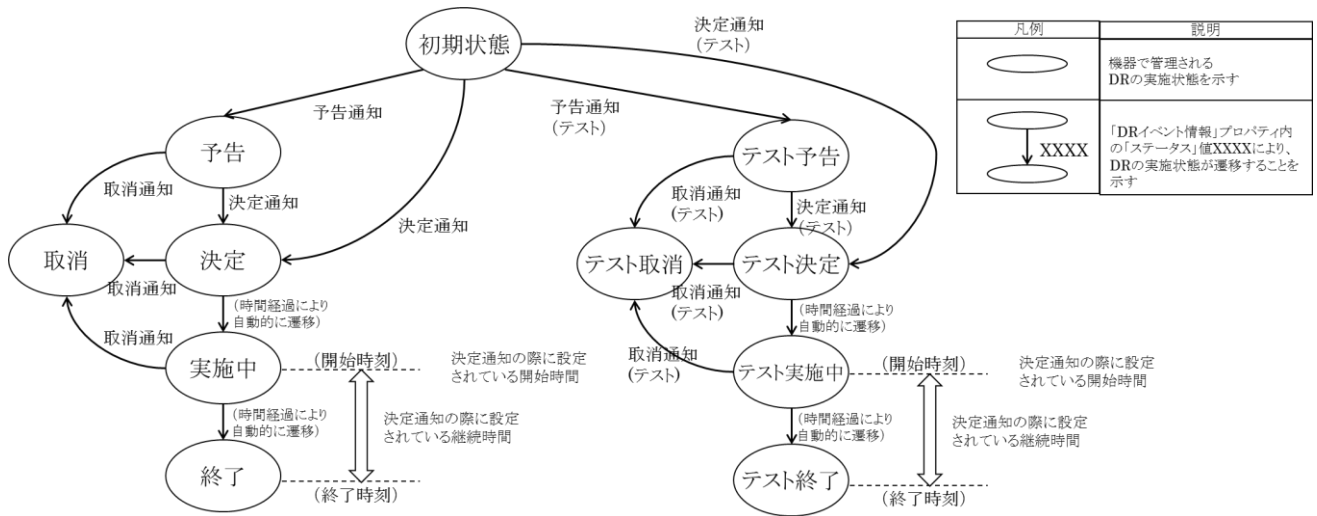 初期状態
決定通知
(テスト)
予告通知
予告通知
(テスト)
予告
取消通知
決定通知
決定通知
取消
決定
取消通知
(時間経過により
自動的に遷移)
取消通知
実施中
(開始時刻)
決定通知の際に設定
されている開始時間
(時間経過により
自動的に遷移)
決定通知の際に設定
されている継続時間
終了
(終了時刻)
テスト予告
取消通知
(テスト)
決定通知
(テスト)
テスト取消
テスト決定
取消通知
(テスト)
(時間経過により
自動的に遷移)
取消通知
(テスト)
テスト実施中
(開始時刻)
決定通知の際に設定
されている開始時間
(時間経過により
自動的に遷移)
決定通知の際に設定
されている継続時間
テスト終了
(終了時刻)
凡例
説明
機器で管理される
DRの実施状態を示す
XXXX
「DRイベント情報」プロパティ内
の「ステータス」値XXXXにより、
DRの実施状態が遷移することを
示す